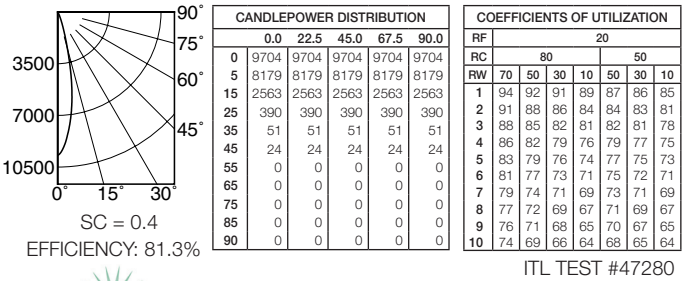 90°
75°
60°
45°
3500
7000
10500
0° 15° 30°
SC = 0.4
EFFICIENCY: 81.3%
CANDLEPOWER DISTRIBUTION
0.0 22.5 45.0 67.5 90.0
0 9704 9704 9704 9704 9704
5 8179 8179 8179 8179 8179
15 2563 2563 2563 2563 2563
25 390 390 390 390 390
35 51 51 51 51 51
45 24 24 24 24 24
55 0 0 0 0 0
65 0 0 0 0 0
75 0 0 0 0 0
85 0 0 0 0 0
90 0 0 0 0 0
COEFFICIENTS OF UTILIZATION
RF 20
RC 80 50
RW 70 50 30 10 50 30 10
1 94 92 91 89 87 86 85
2 91 88 86 84 84 83 81
3 88 85 82 81 82 81 78
4 86 82 79 76 79 77 75
5 83 79 76 74 77 75 73
6 81 77 73 71 75 72 71
7 79 74 71 69 73 71 69
8 77 72 69 67 71 69 67
9 76 71 68 65 70 67 65
10 74 69 66 64 68 65 64
ITL TEST #47280